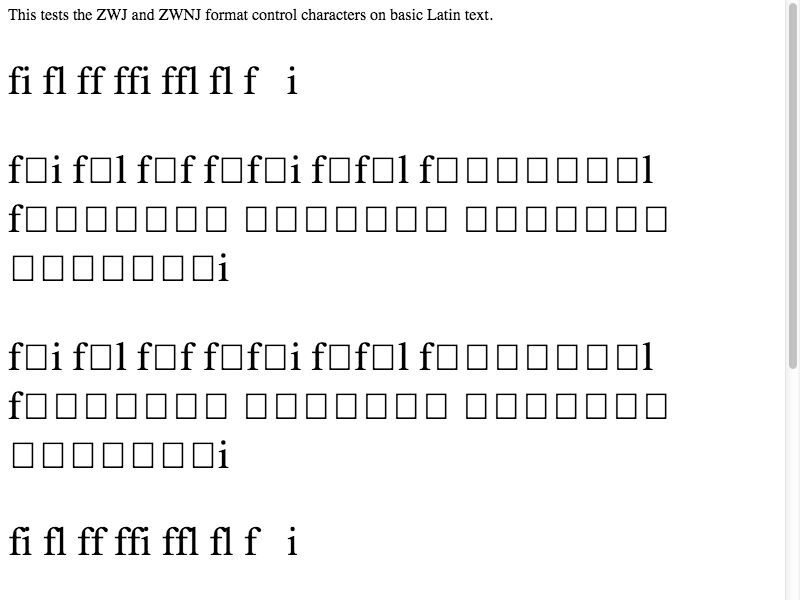 This tests the ZWJ and ZWNJ format control characters on basic Latin text.
fi fl ff ffi ffl fl f   i
f□i f□l f□f f□f□i f□f□l f□□□□□□□l
f□□□□□□□ □□□□□□□ □□□□□□□
□□□□□□□i
f□i f□l f□f f□f□i f□f□l f□□□□□□□l
f□□□□□□□ □□□□□□□ □□□□□□□
□□□□□□□i
fi fl ff ffi ffl fl f   i